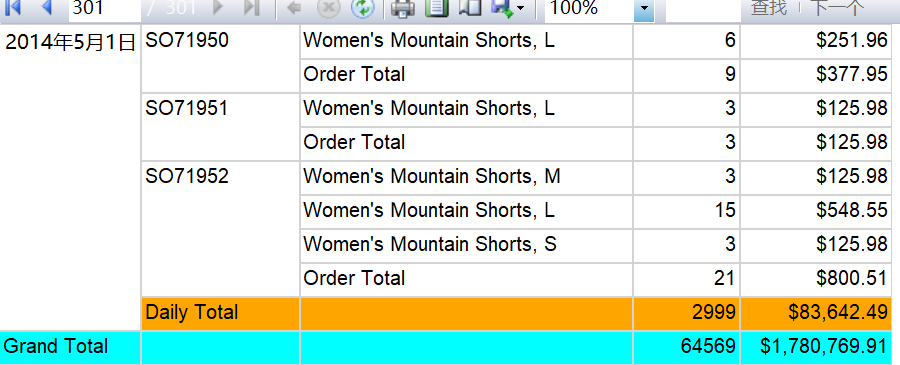 301 / 301 100% 查找 | 下一个
2014年5月1日 SO71950 Women's Mountain Shorts, L 6 $251.96
Order Total 9 $377.95
SO71951 Women's Mountain Shorts, L 3 $125.98
Order Total 3 $125.98
SO71952 Women's Mountain Shorts, M 3 $125.98
Women's Mountain Shorts, L 15 $548.55
Women's Mountain Shorts, S 3 $125.98
Order Total 21 $800.51
Daily Total 2999 $83,642.49
Grand Total 64569 $1,780,769.91